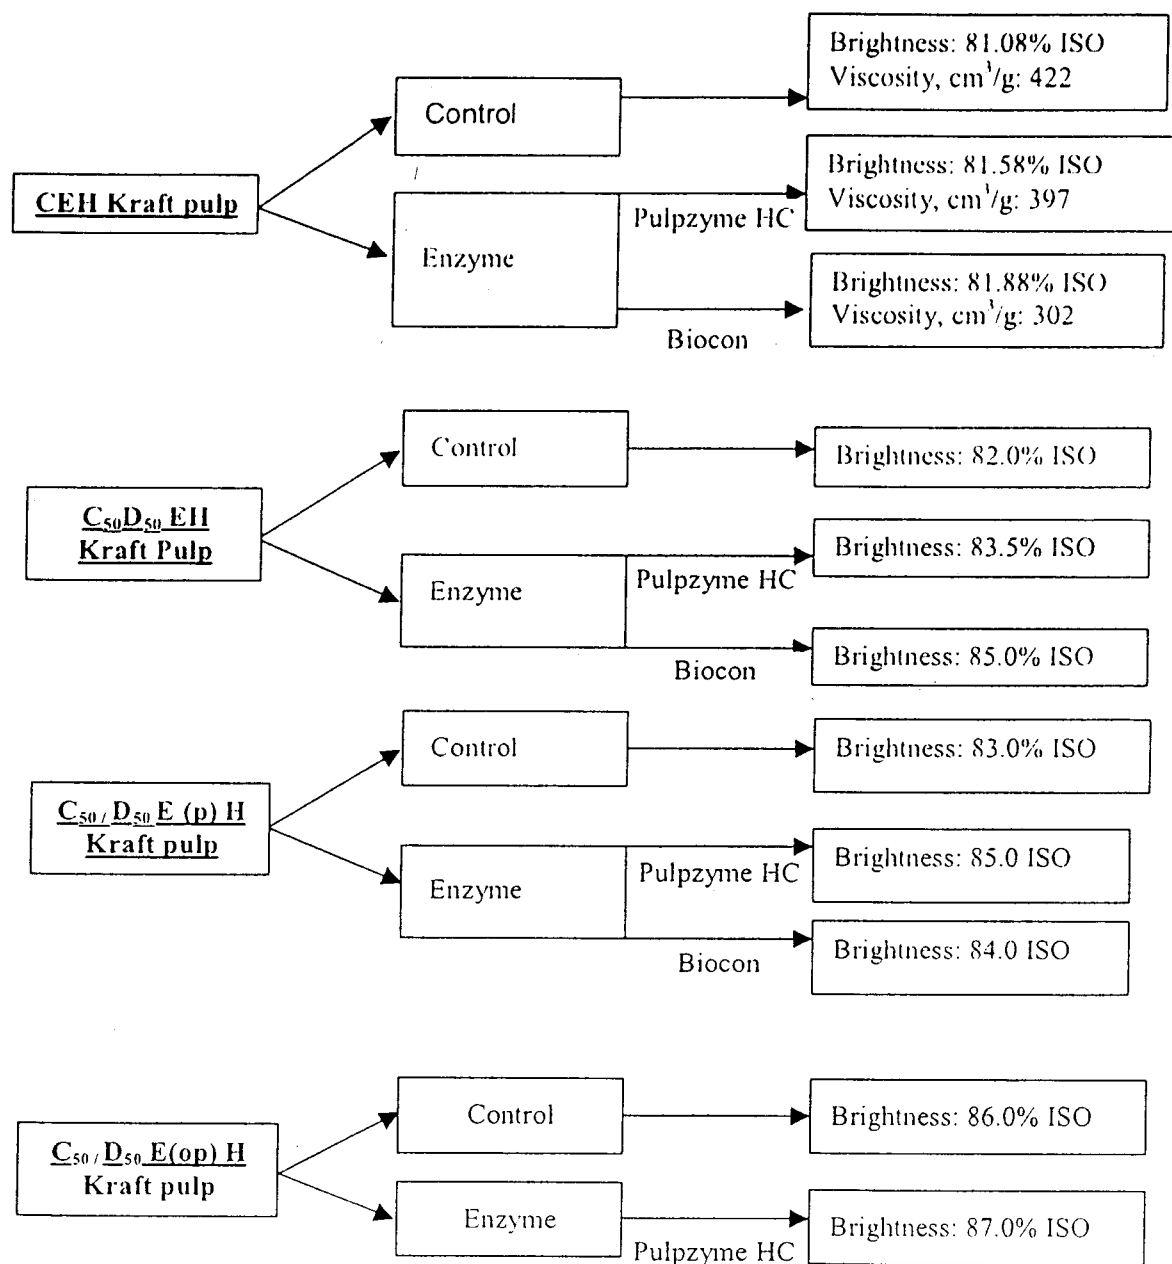 Brightness: 81.08% ISO
Viscosity, cm³/g: 422
Control
CEH Kraft pulp
Brightness: 81.58% ISO
Viscosity, cm³/g: 397
Pulpzyme HC
Enzyme
Brightness: 81.88% ISO
Viscosity, cm³/g: 302
Biocon
Control
Brightness: 82.0% ISO
C₅₀D₅₀ EH
Kraft Pulp
Brightness: 83.5% ISO
Pulpzyme HC
Enzyme
Brightness: 85.0% ISO
Biocon
Control
Brightness: 83.0% ISO
C₅₀/D₅₀ E (p) H
Kraft pulp
Brightness: 85.0 ISO
Pulpzyme HC
Enzyme
Brightness: 84.0 ISO
Biocon
Control
Brightness: 86.0% ISO
C₅₀/D₅₀ E(op) H
Kraft pulp
Enzyme
Brightness: 87.0% ISO
Pulpzyme HC